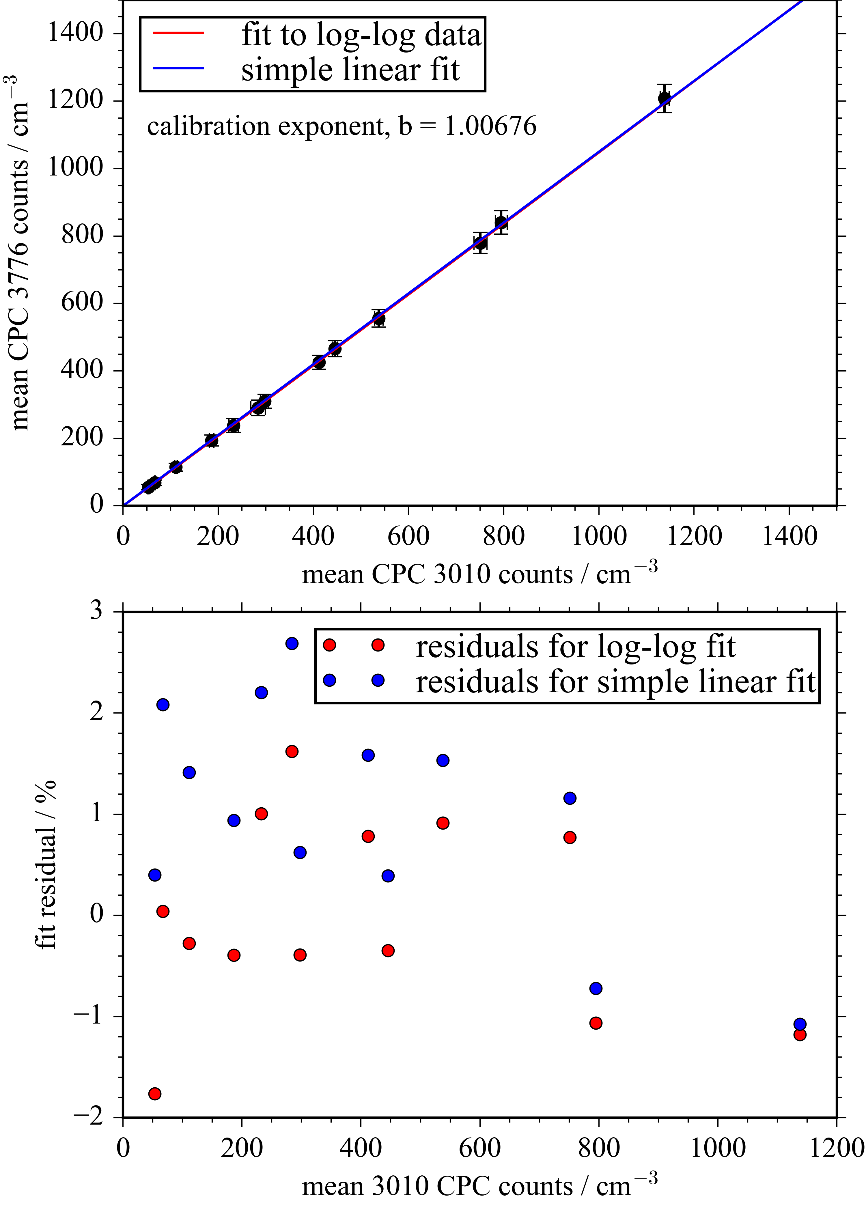 fit to log-log data
simple linear fit
calibration exponent, b = 1.00676
mean CPC 3776 counts / cm⁻³
1400
1200
1000
800
600
400
200
0
0 200 400 600 800 1000 1200 1400
mean CPC 3010 counts / cm⁻³
residuals for log-log fit
residuals for simple linear fit
fit residual / %
3
2
1
0
−1
−2
0 200 400 600 800 1000 1200
mean 3010 CPC counts / cm⁻³